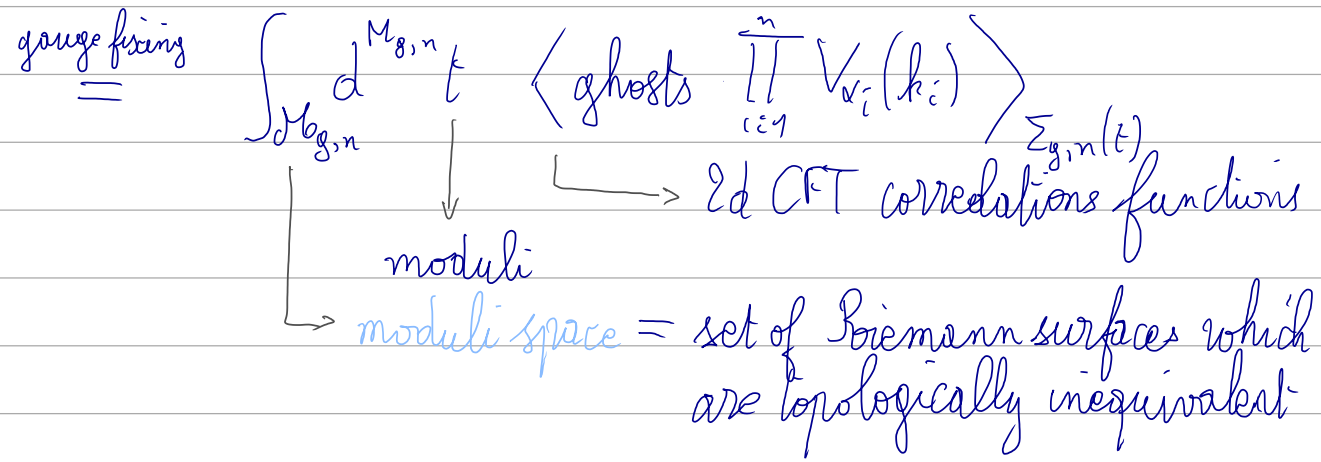 gauge fixing
= ∫_{ℳ_{g,n}} d^{M_{g,n}} t ⟨ ghosts ∏_{i=1}^{n} V_{α_i}(k_i) ⟩_{Σ_{g,n}(t)}
→ 2d CFT correlations functions
→ moduli
→ moduli space = set of Riemann surfaces which
are topologically inequivalent